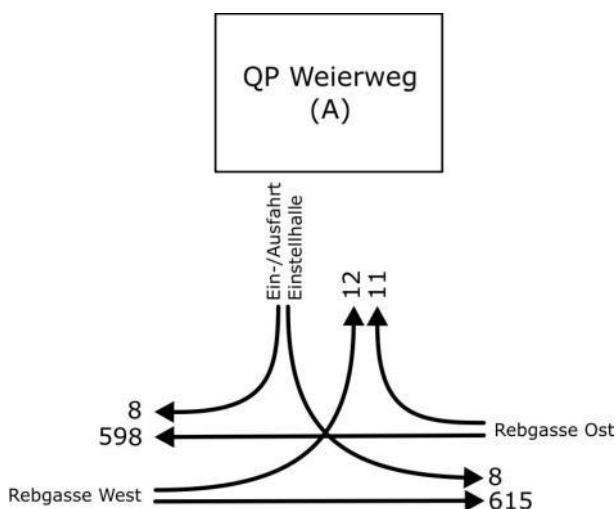 QP Weierweg
(A)
Ein-/Ausfahrt
Einstellhalle
12
11
8
598
Rebgasse Ost
8
Rebgasse West
615